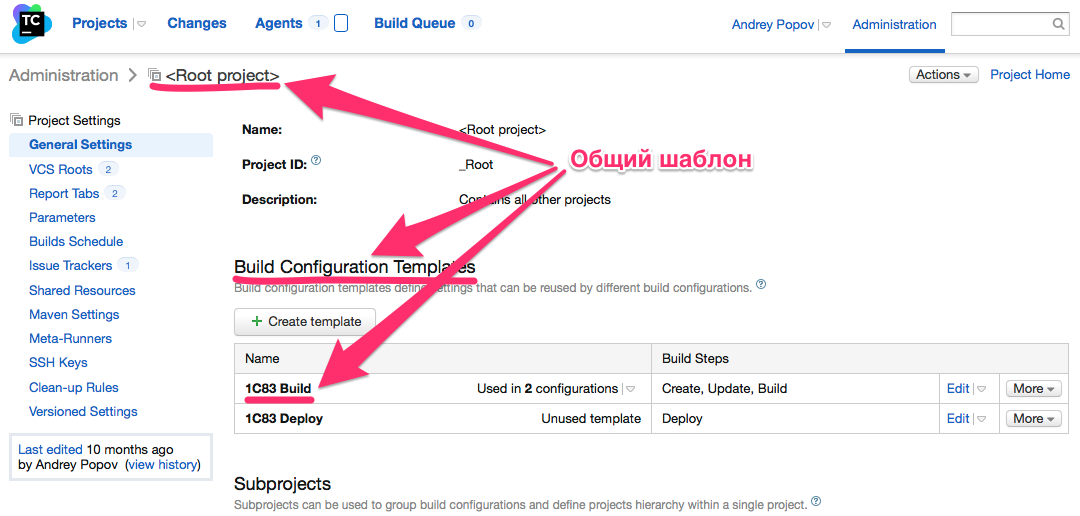 TC
Projects
Changes
Agents 1
Build Queue 0
Andrey Popov
Administration
Administration > <Root project>
Actions
Project Home
Project Settings
General Settings
VCS Roots 2
Report Tabs 2
Parameters
Builds Schedule
Issue Trackers 1
Shared Resources
Maven Settings
Meta-Runners
SSH Keys
Clean-up Rules
Versioned Settings
Last edited 10 months ago
by Andrey Popov (view history)
Name: <Root project>
Project ID: ? _Root
Description: Contains all other projects
Общий шаблон
Build Configuration Templates
Build configuration templates define settings that can be reused by different build configurations. ?
+ Create template
Name Build Steps
1C83 Build Used in 2 configurations Create, Update, Build Edit More
1C83 Deploy Unused template Deploy Edit More
Subprojects
Subprojects can be used to group build configurations and define projects hierarchy within a single project. ?